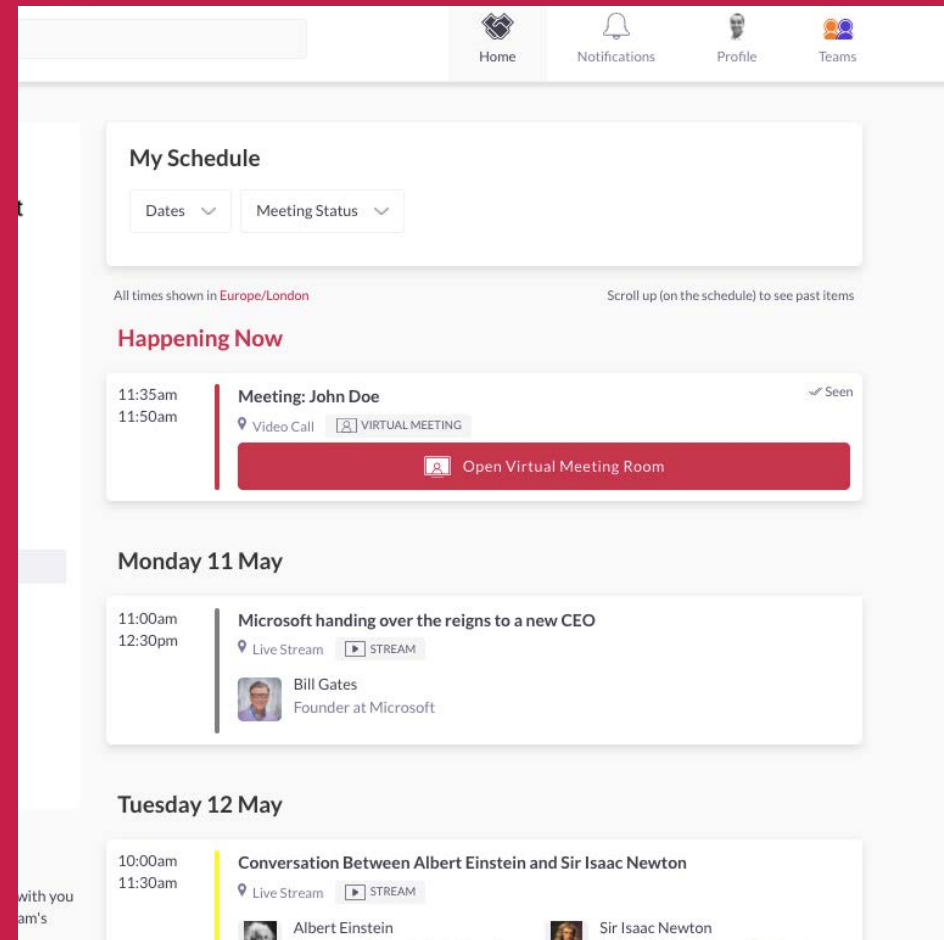 Home
Notifications
Profile
Teams
My Schedule
t
Dates
Meeting Status
All times shown in Europe/London
Scroll up (on the schedule) to see past items
Happening Now
11:35am
11:50am
Meeting: John Doe
Seen
Video Call
VIRTUAL MEETING
Open Virtual Meeting Room
Monday 11 May
11:00am
12:30pm
Microsoft handing over the reigns to a new CEO
Live Stream
STREAM
Bill Gates
Founder at Microsoft
Tuesday 12 May
10:00am
11:30am
Conversation Between Albert Einstein and Sir Isaac Newton
Live Stream
STREAM
with you
am's
Albert Einstein
Sir Isaac Newton